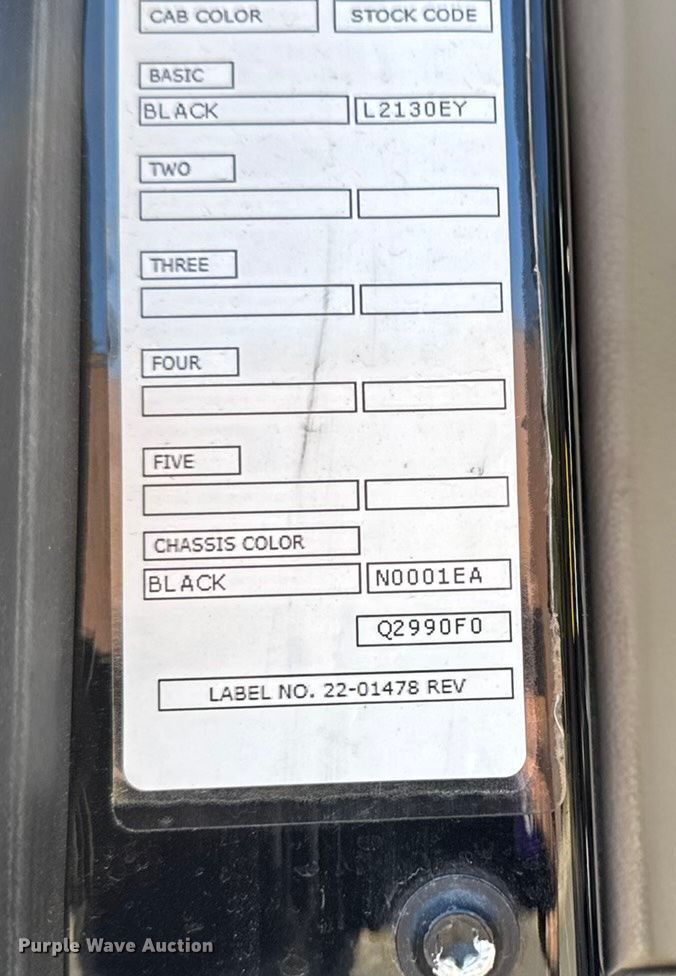 CAB COLOR STOCK CODE
BASIC
BLACK L2130EY
TWO
THREE
FOUR
FIVE
CHASSIS COLOR
BLACK N0001EA
Q2990F0
LABEL NO. 22-01478 REV
Purple Wave Auction